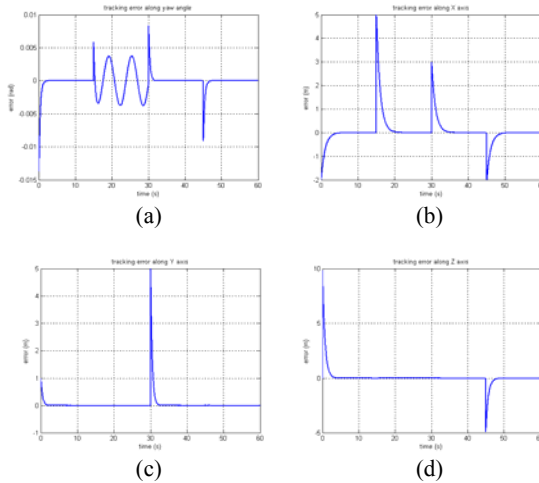 tracking error along yaw angle
0.01
0.005
0
-0.005
-0.01
-0.015
error (rad)
0 10 20 30 40 50 60
time (s)
(a)
tracking error along X axis
5
4
3
2
1
0
-1
-2
error (m)
0 10 20 30 40 50 60
time (s)
(b)
tracking error along Y axis
5
4
3
2
1
0
-1
error (m)
0 10 20 30 40 50 60
time (s)
(c)
tracking error along Z axis
10
5
0
-5
error (m)
0 10 20 30 40 50 60
time (s)
(d)